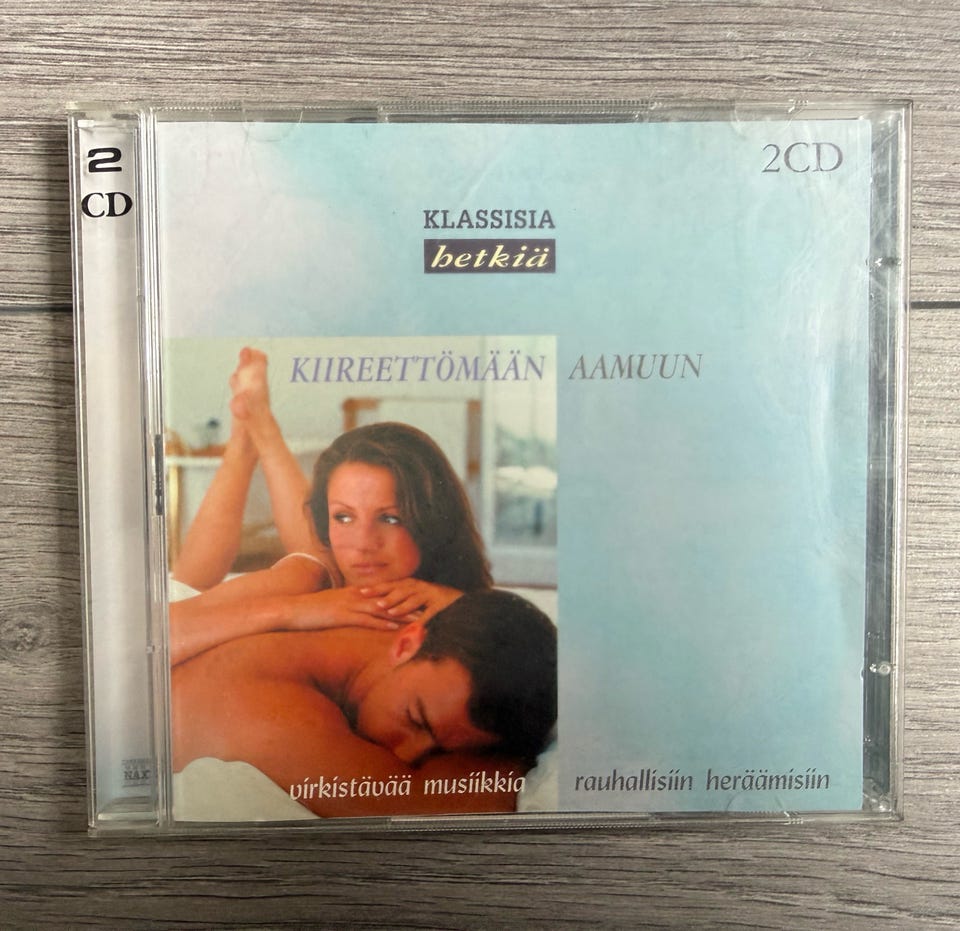 2
CD
2CD
KLASSISIA
hetkiä
KIIREETTÖMÄÄN AAMUUN
virkistävää musiikkia rauhallisiin heräämisiin